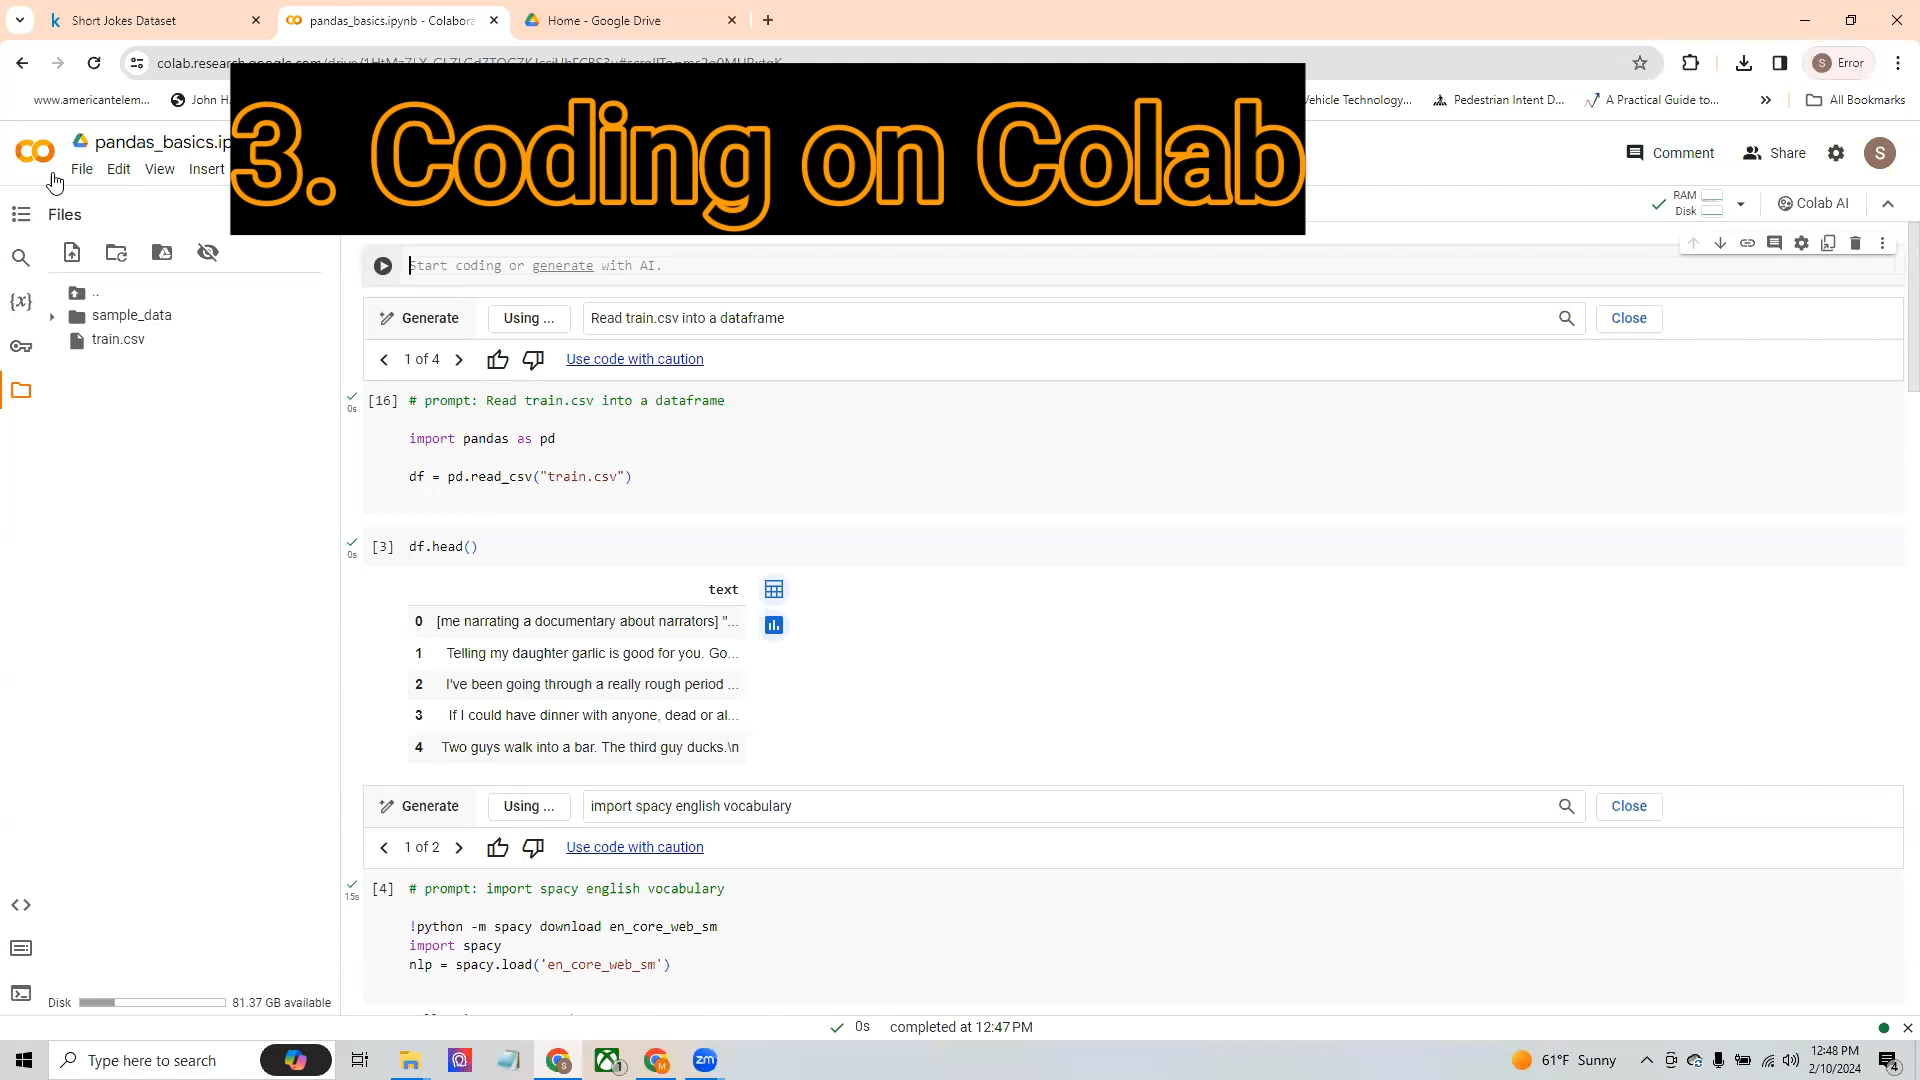 Short Jokes Dataset
pandas_basics.ipynb - Colabora
Home - Google Drive
Error
www.americantelem...
John H.
Vehicle Technology...
Pedestrian Intent D...
A Practical Guide to...
All Bookmarks
3. Coding on Colab
pandas_basics.ip
Comment
Share
S
File Edit View Insert
RAM
Disk
Colab AI
Files
Start coding or generate with AI.
..
sample_data
train.csv
Generate
Using ...
Read train.csv into a dataframe
Close
1 of 4
Use code with caution
0s
[16] # prompt: Read train.csv into a dataframe
import pandas as pd
df = pd.read_csv("train.csv")
0s
[3] df.head()
text
0 [me narrating a documentary about narrators] "...
1 Telling my daughter garlic is good for you. Go...
2 I've been going through a really rough period ...
3 If I could have dinner with anyone, dead or al...
4 Two guys walk into a bar. The third guy ducks.\n
Generate
Using ...
import spacy english vocabulary
Close
1 of 2
Use code with caution
15s
[4] # prompt: import spacy english vocabulary
!python -m spacy download en_core_web_sm
import spacy
nlp = spacy.load('en_core_web_sm')
Disk
81.37 GB available
0s completed at 12:47 PM
Type here to search
zm
61°F Sunny
12:48 PM
2/10/2024
4